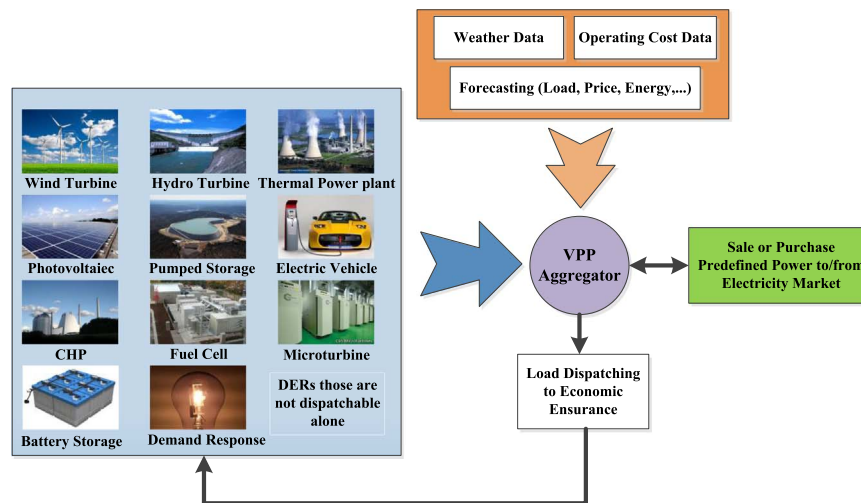 Weather Data
Operating Cost Data
Forecasting (Load, Price, Energy,...)
Wind Turbine
Hydro Turbine
Thermal Power plant
Photovoltaiec
Pumped Storage
Electric Vehicle
CHP
Fuel Cell
Microturbine
Battery Storage
Demand Response
DERs those are
not dispatchable
alone
VPP
Aggregator
Sale or Purchase
Predefined Power to/from
Electricity Market
Load Dispatching
to Economic
Ensurance